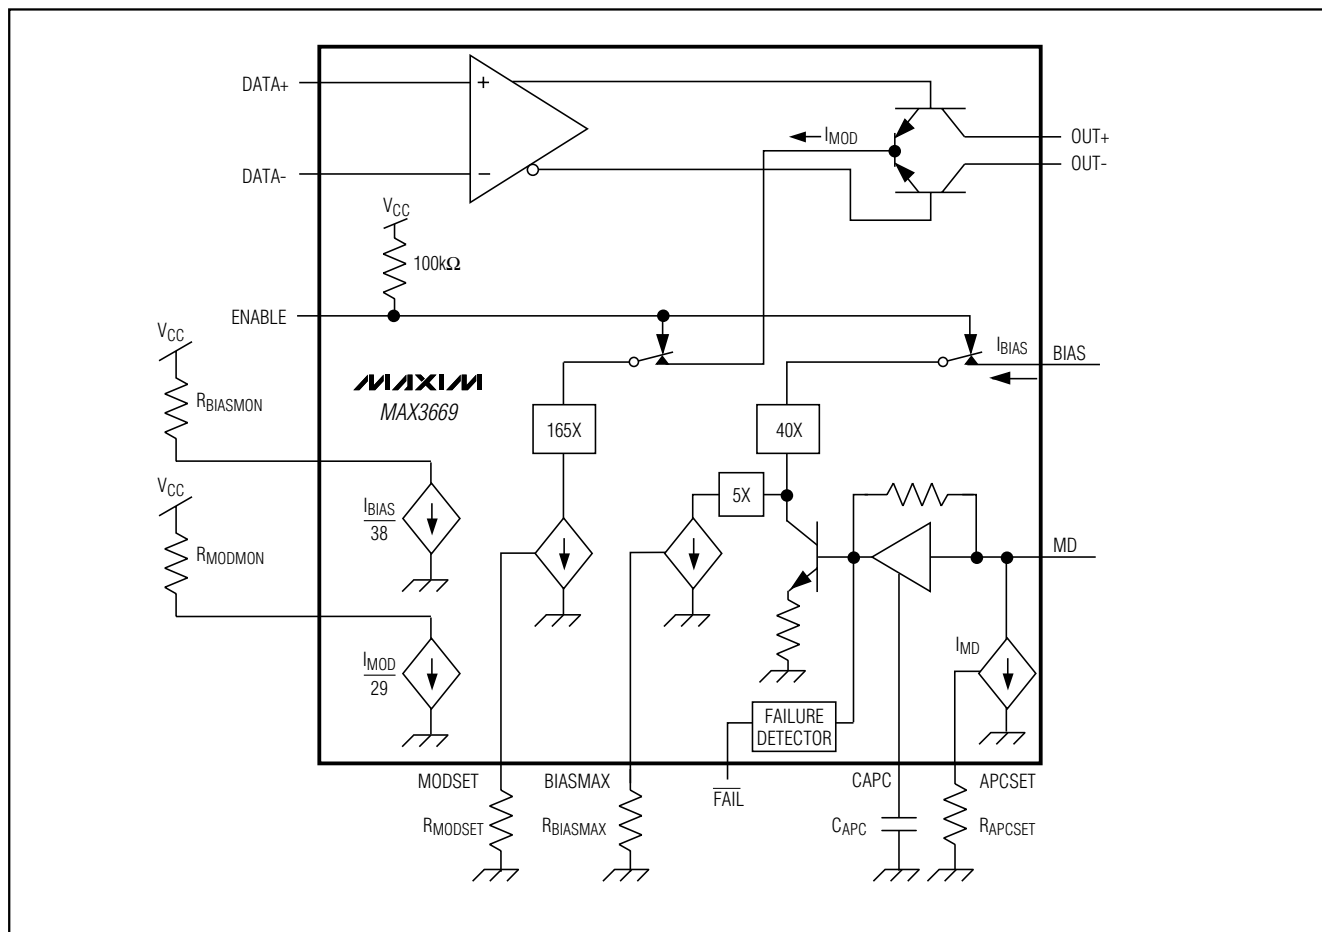 DATA+
+
I_MOD
OUT+
OUT-
DATA-
−
V_CC
100kΩ
ENABLE
V_CC
I_BIAS
BIAS
MAXIM
MAX3669
R_BIASMON
165X
40X
V_CC
5X
I_BIAS
38
R_MODMON
MD
I_MOD
29
I_MD
FAILURE
DETECTOR
MODSET
BIASMAX
FAIL
CAPC
APCSET
R_MODSET
R_BIASMAX
C_APC
R_APCSET